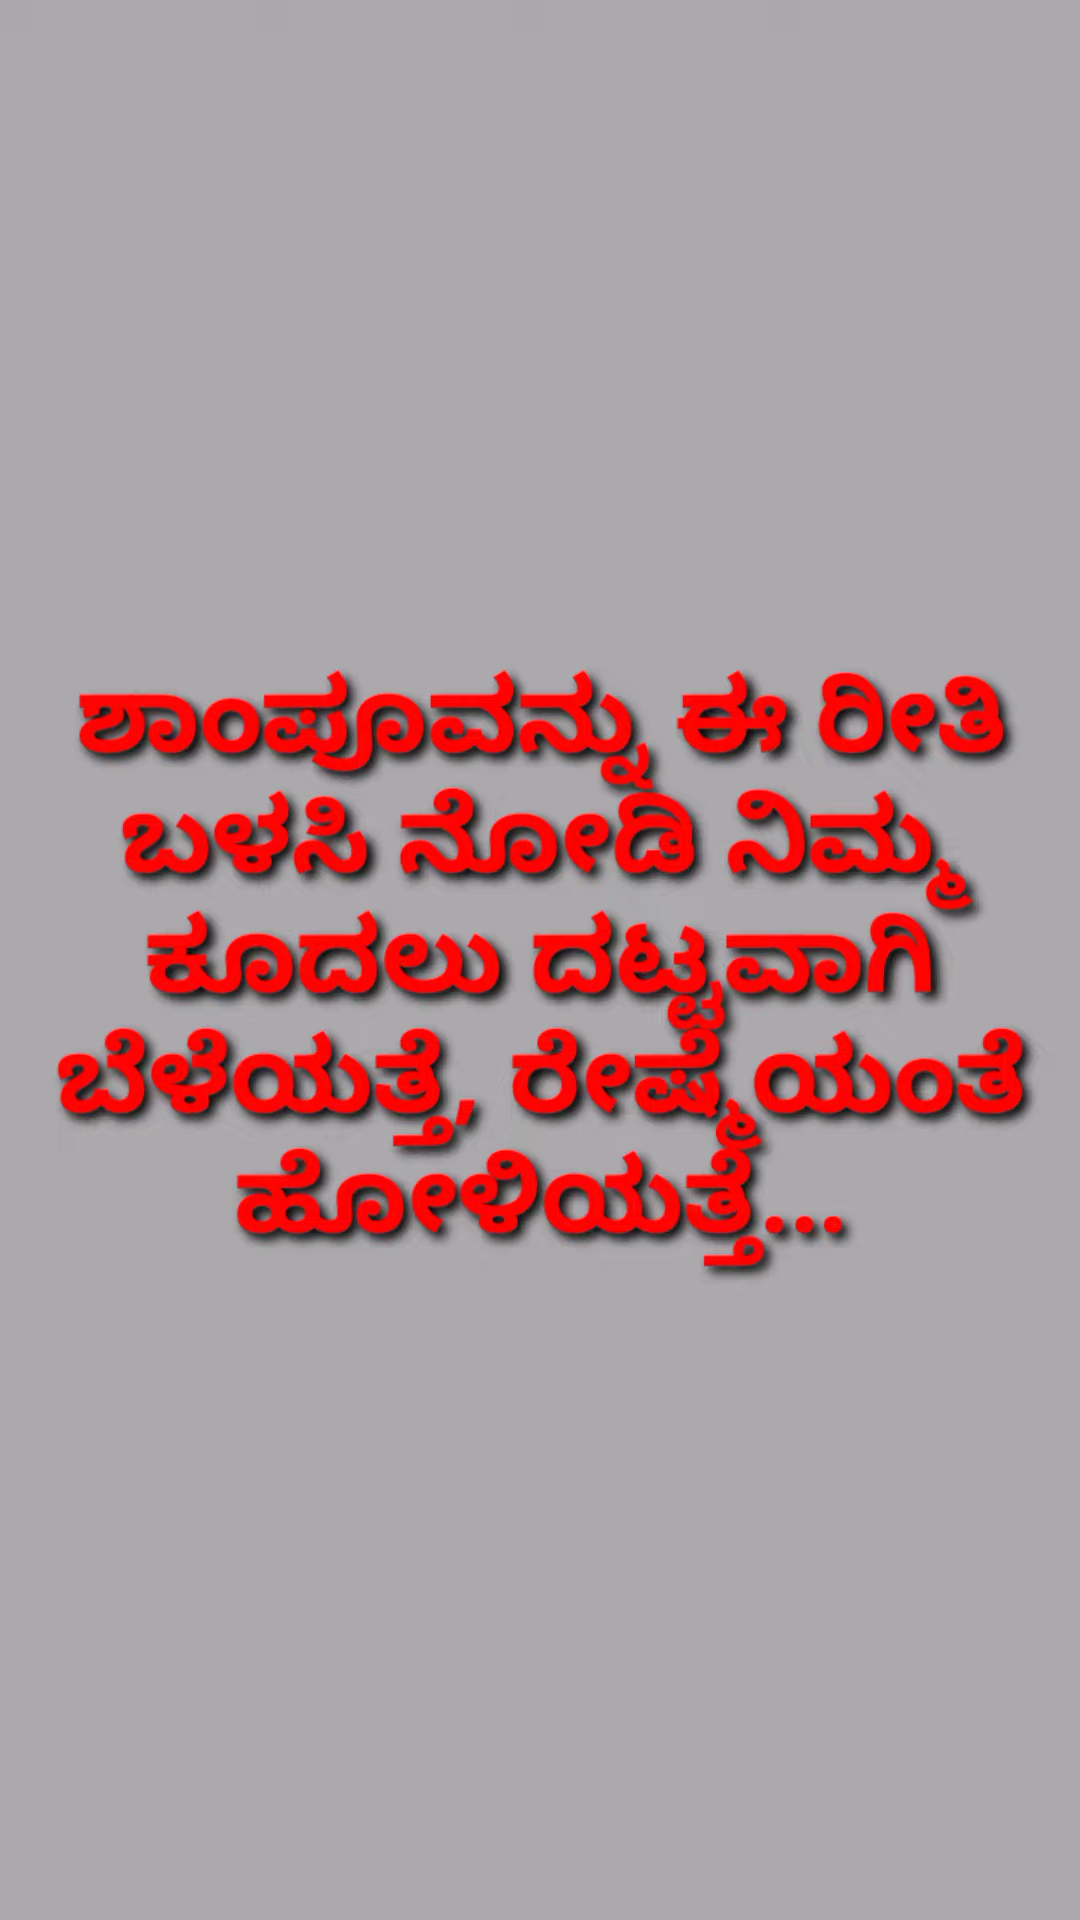 ಶಾಂಪೂವನ್ನು ಈ ರೀತಿ
ಬಳಸಿ ನೋಡಿ ನಿಮ್ಮ
ಕೂದಲು ದಟ್ಟವಾಗಿ
ಬೆಳೆಯತ್ತೆ, ರೇಷ್ಮೆಯಂತೆ
ಹೋಳಿಯತ್ತೆ...